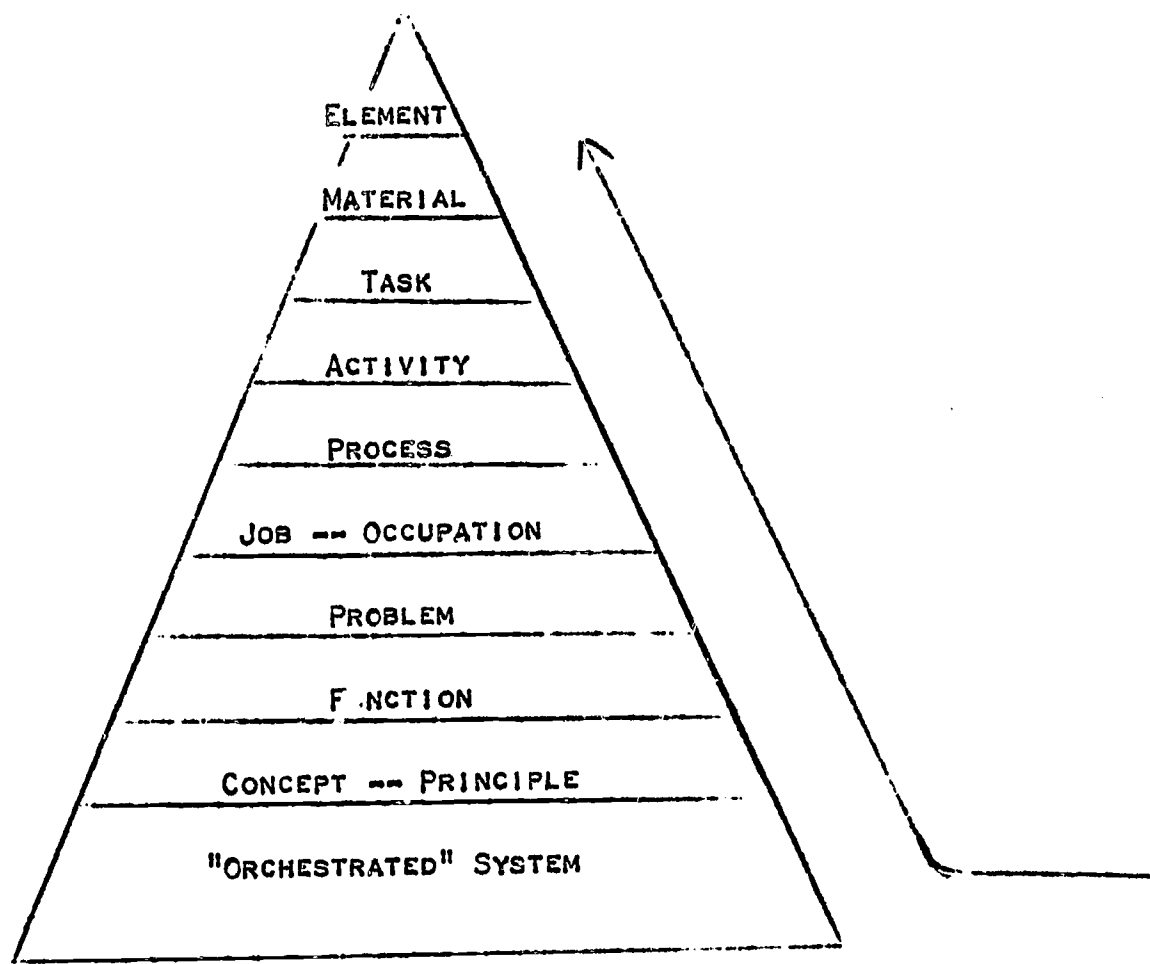 ELEMENT
MATERIAL
TASK
ACTIVITY
PROCESS
JOB -- OCCUPATION
PROBLEM
F NCTION
CONCEPT -- PRINCIPLE
"ORCHESTRATED" SYSTEM